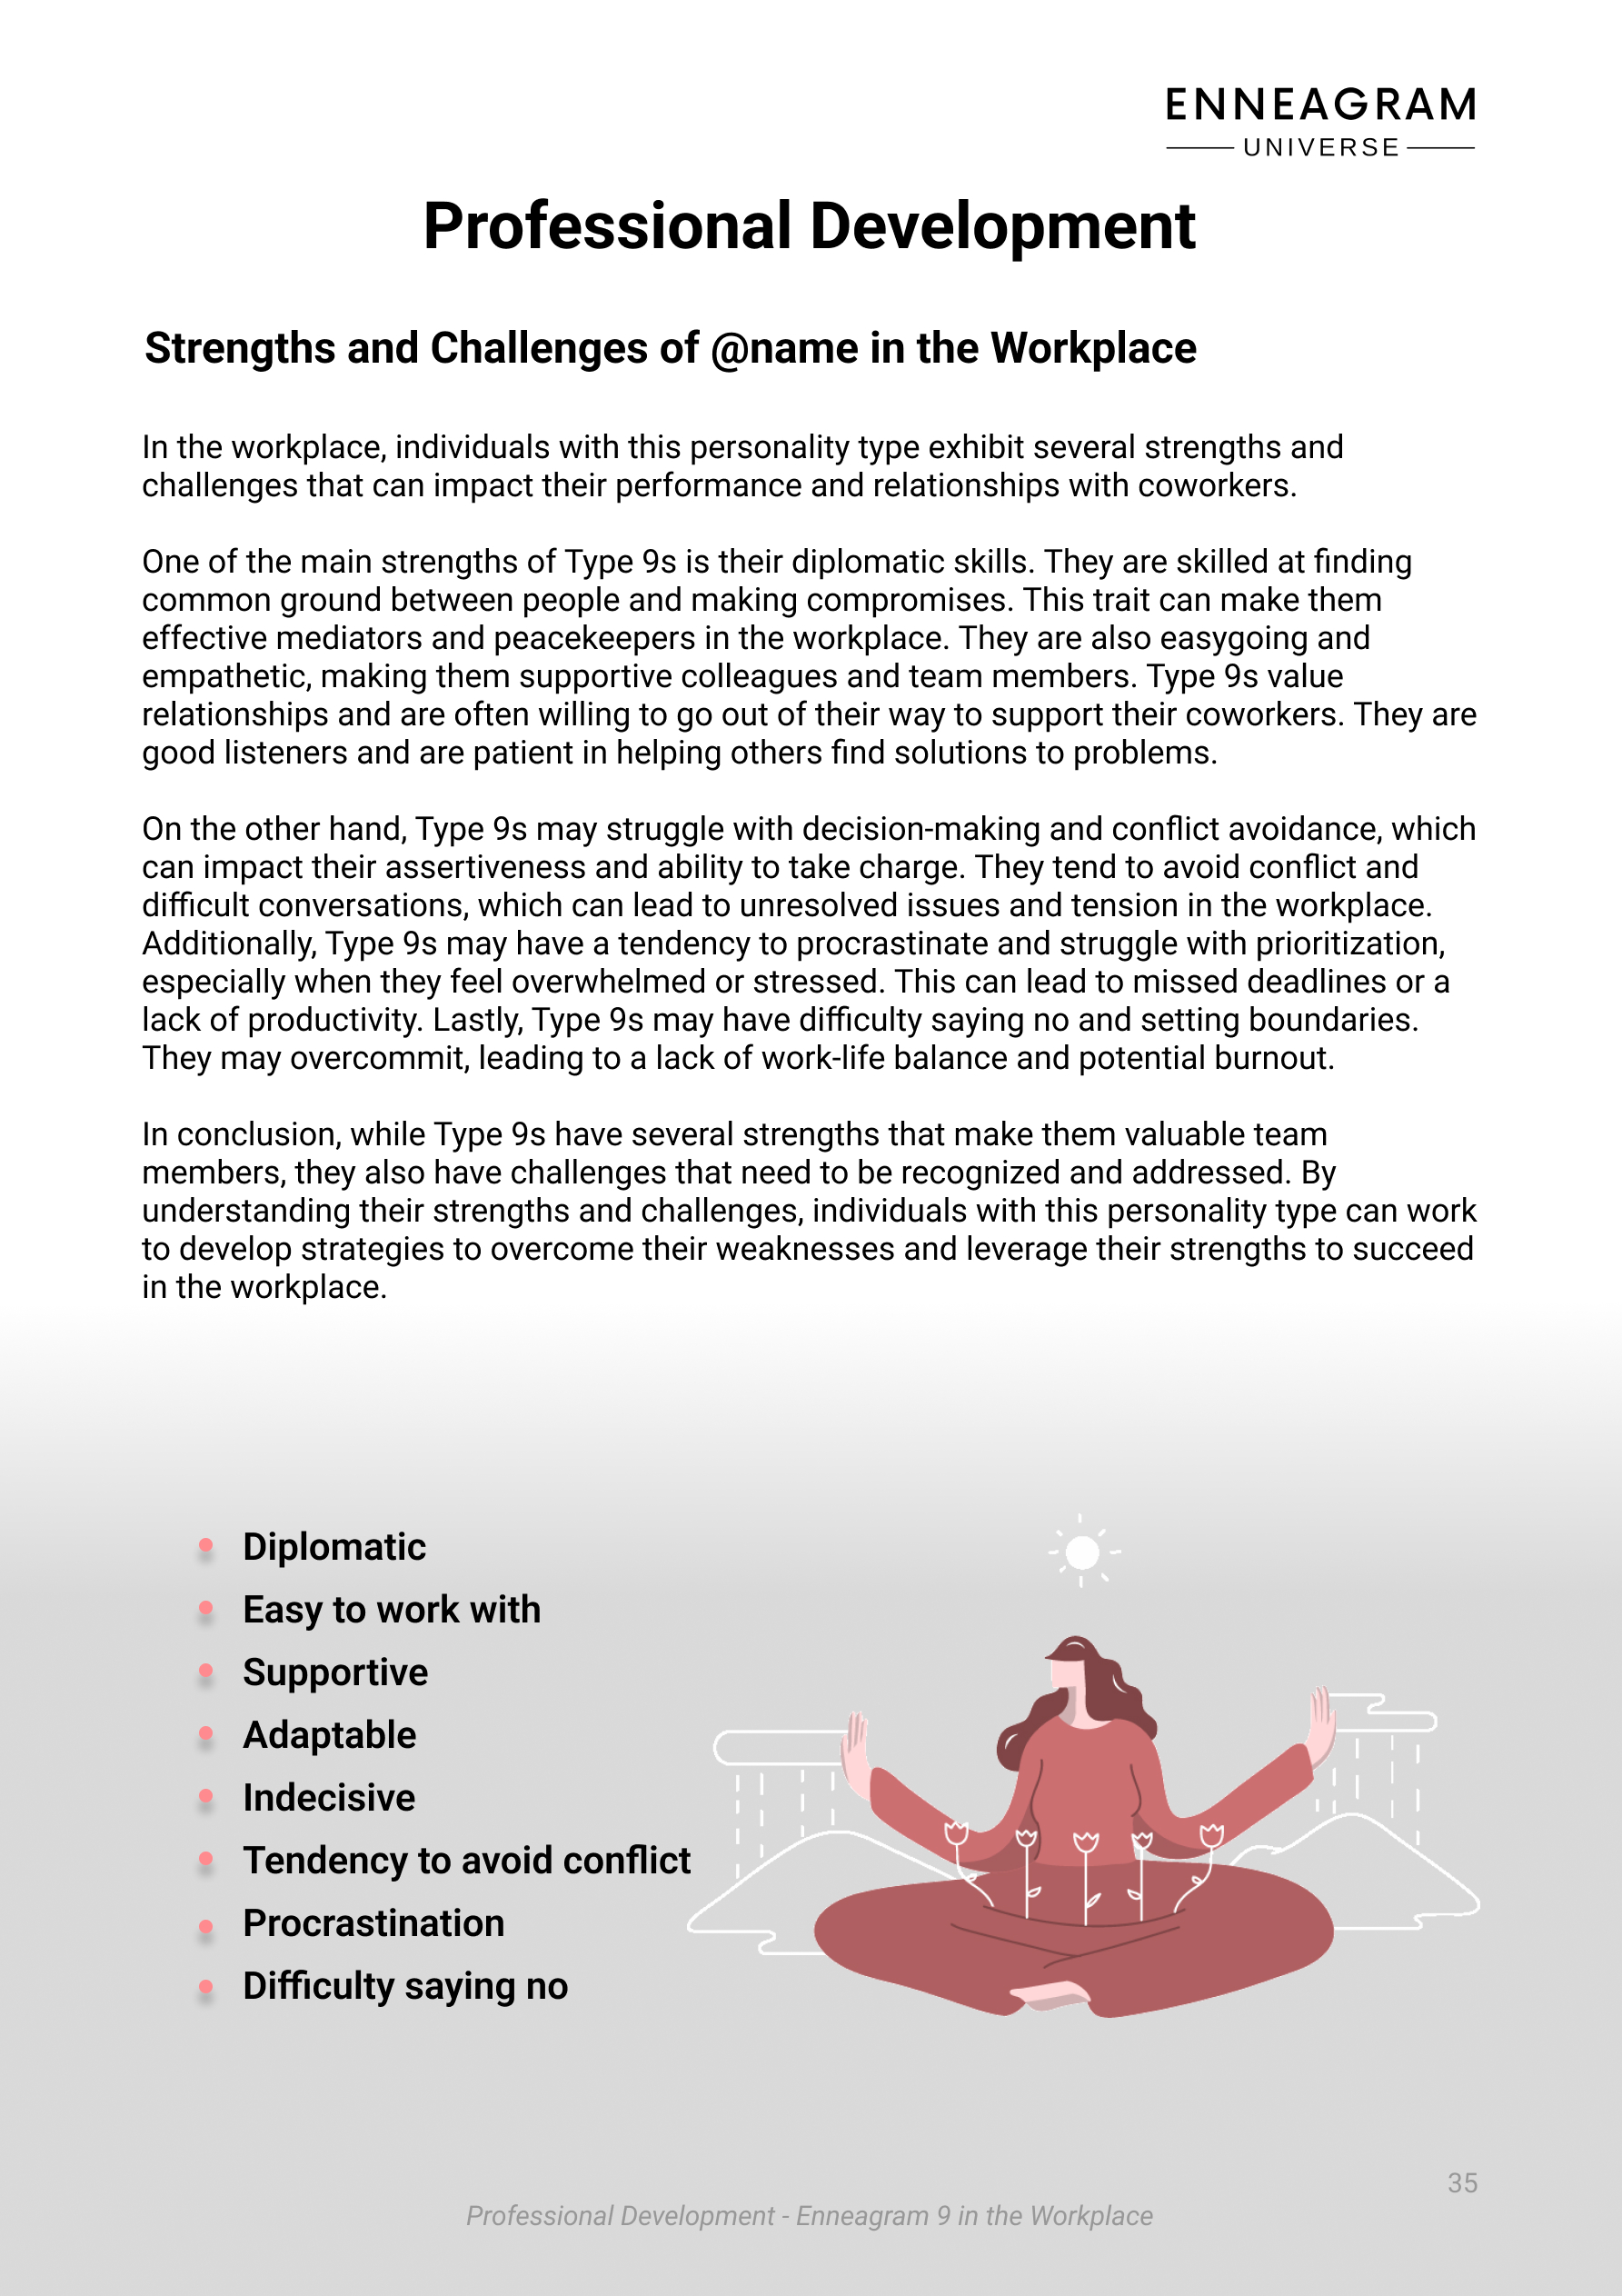 ENNEAGRAM
UNIVERSE
Professional Development
Strengths and Challenges of @name in the Workplace
In the workplace, individuals with this personality type exhibit several strengths and
challenges that can impact their performance and relationships with coworkers.
One of the main strengths of Type 9s is their diplomatic skills. They are skilled at finding
common ground between people and making compromises. This trait can make them
effective mediators and peacekeepers in the workplace. They are also easygoing and
empathetic, making them supportive colleagues and team members. Type 9s value
relationships and are often willing to go out of their way to support their coworkers. They are
good listeners and are patient in helping others find solutions to problems.
On the other hand, Type 9s may struggle with decision-making and conflict avoidance, which
can impact their assertiveness and ability to take charge. They tend to avoid conflict and
difficult conversations, which can lead to unresolved issues and tension in the workplace.
Additionally, Type 9s may have a tendency to procrastinate and struggle with prioritization,
especially when they feel overwhelmed or stressed. This can lead to missed deadlines or a
lack of productivity. Lastly, Type 9s may have difficulty saying no and setting boundaries.
They may overcommit, leading to a lack of work-life balance and potential burnout.
In conclusion, while Type 9s have several strengths that make them valuable team
members, they also have challenges that need to be recognized and addressed. By
understanding their strengths and challenges, individuals with this personality type can work
to develop strategies to overcome their weaknesses and leverage their strengths to succeed
in the workplace.
Diplomatic
Easy to work with
Supportive
Adaptable
Indecisive
Tendency to avoid conflict
Procrastination
Difficulty saying no
35
Professional Development - Enneagram 9 in the Workplace